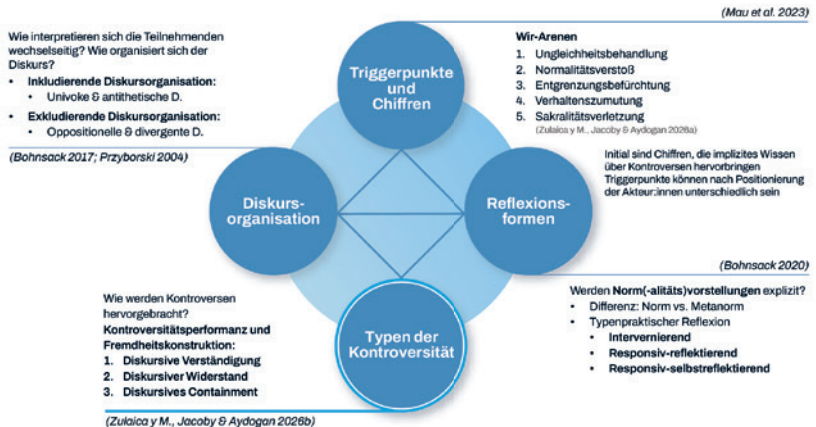 (Mau et al. 2023)
Wie interpretieren sich die Teilnehmenden
wechselseitig? Wie organisiert sich der
Diskurs?
• Inkludierende Diskursorganisation:
• Univoke & antithetische D.
• Exkludierende Diskursorganisation:
• Oppositionelle & divergente D.
(Bohnsack 2017; Przyborski 2004)
Triggerpunkte
und
Chiffren
Wir-Arenen
1. Ungleichheitsbehandlung
2. Normalitätsverstoß
3. Entgrenzungsbefürchtung
4. Verhaltenszumutung
5. Sakralitätsverletzung
(Zulaica y M., Jacoby & Aydogan 2026a)
Initial sind Chiffren, die implizites Wissen
über Kontroversen hervorbringen
Triggerpunkte können nach Positionierung
der Akteur:innen unterschiedlich sein
Diskurs-
organisation
Reflexions-
formen
(Bohnsack 2020)
Werden Norm(-alitäts)vorstellungen explizit?
• Differenz: Norm vs. Metanorm
• Typenpraktischer Reflexion
• Intervenierend
• Responsiv-reflektierend
• Responsiv-selbstreflektierend
Wie werden Kontroversen
hervorgebracht?
Kontroversitätsperformanz und
Fremdheitskonstruktion:
1. Diskursive Verständigung
2. Diskursiver Widerstand
3. Diskursives Containment
(Zulaica y M., Jacoby & Aydogan 2026b)
Typen der
Kontroversität